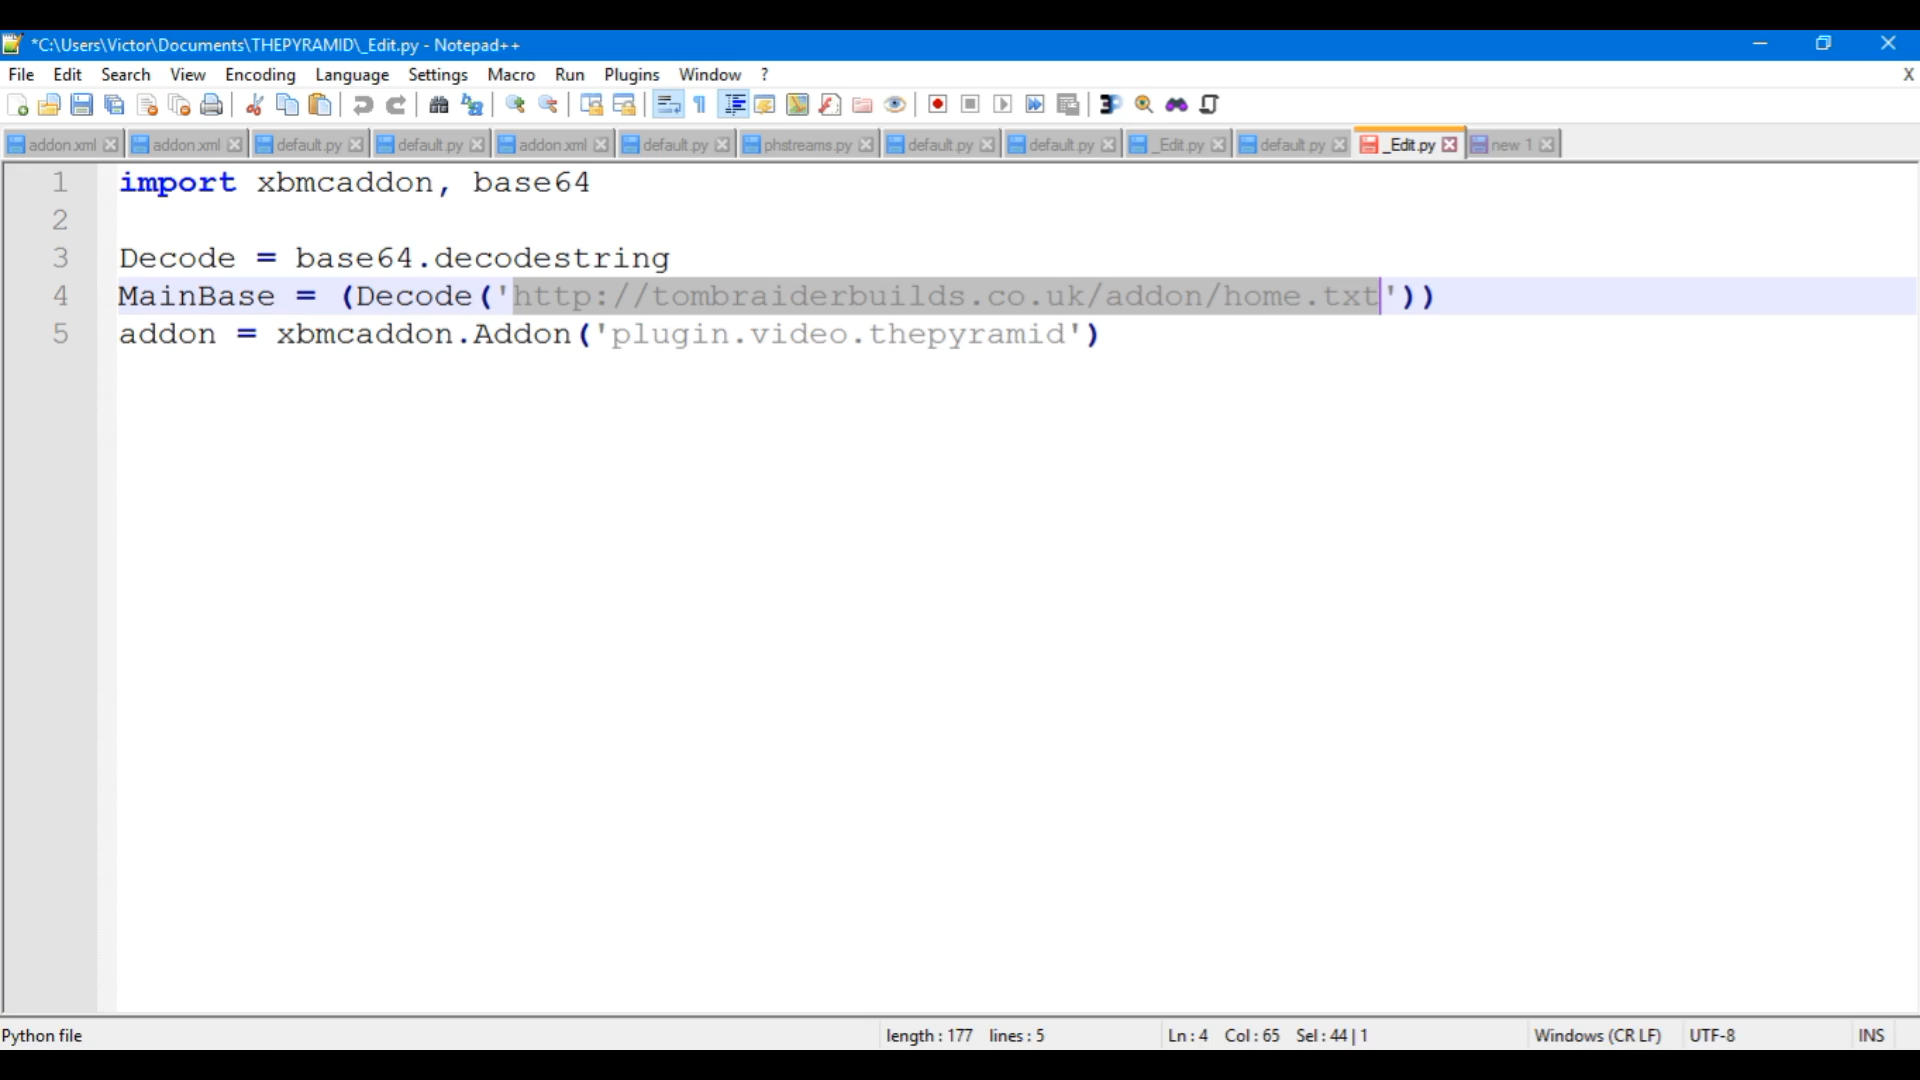 *C:\Users\Victor\Documents\THEPYRAMID\_Edit.py - Notepad++
File Edit Search View Encoding Language Settings Macro Run Plugins Window ? X
addon.xml addon.xml default.py default.py addon.xml default.py phstreams.py default.py default.py _Edit.py default.py _Edit.py new 1
1 import xbmcaddon, base64
2
3 Decode = base64.decodestring
4 MainBase = (Decode('http://tombraiderbuilds.co.uk/addon/home.txt'))
5 addon = xbmcaddon.Addon('plugin.video.thepyramid')
Python file length : 177 lines : 5 Ln : 4 Col : 65 Sel : 44 | 1 Windows (CR LF) UTF-8 INS